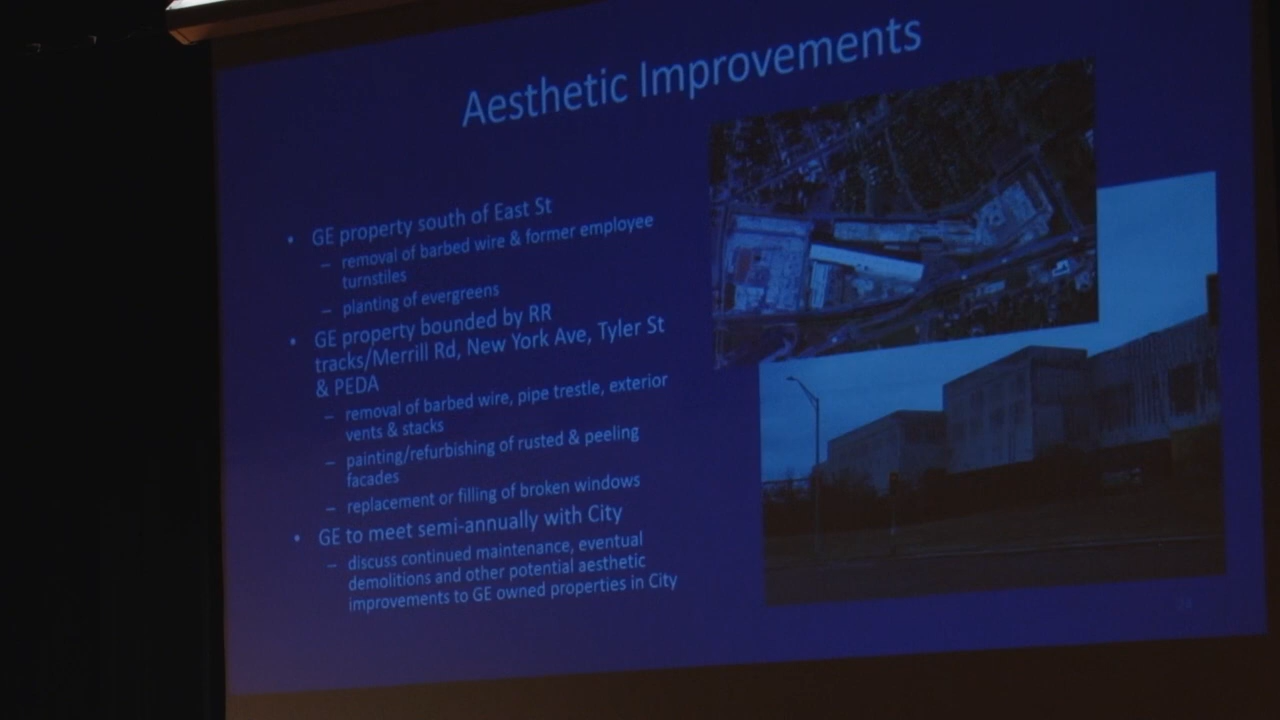 Aesthetic Improvements
• GE property south of East St
– removal of barbed wire & former employee
turnstiles
– planting of evergreens
• GE property bounded by RR
tracks/Merrill Rd, New York Ave, Tyler St
& PEDA
– removal of barbed wire, pipe trestle, exterior
vents & stacks
– painting/refurbishing of rusted & peeling
facades
– replacement or filling of broken windows
• GE to meet semi-annually with City
– discuss continued maintenance, eventual
demolitions and other potential aesthetic
improvements to GE owned properties in City